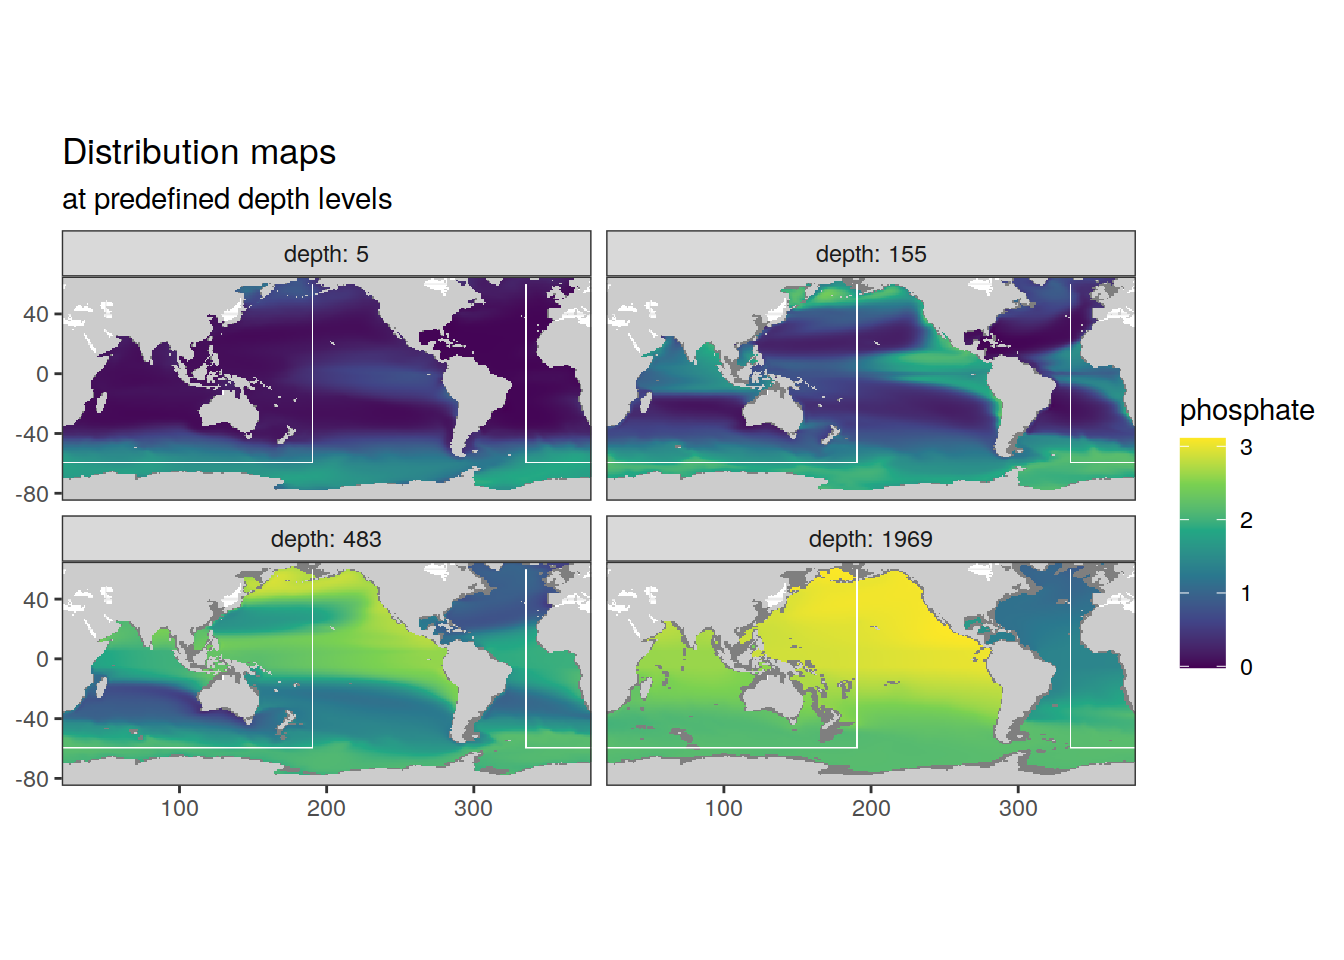 Distribution maps
at predefined depth levels
depth: 5
depth: 155
40
0
-40
-80
depth: 483
depth: 1969
40
0
-40
-80
100
200
300
100
200
300
phosphate
3
2
1
0